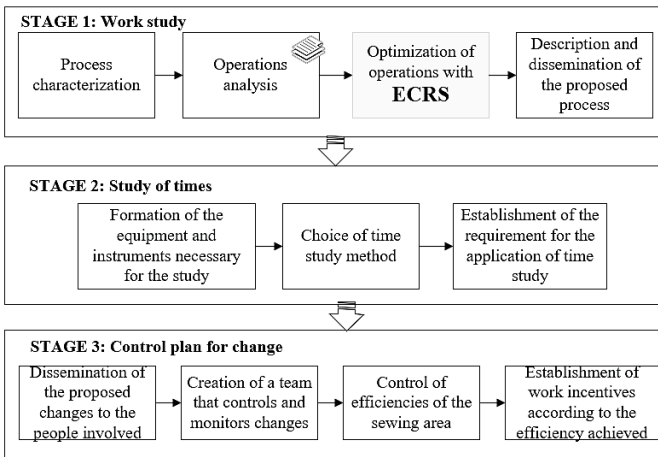 STAGE 1: Work study
Process
characterization
Operations
analysis
Optimization of
operations with
ECRS
Description and
dissemination of
the proposed
process
STAGE 2: Study of times
Formation of the
equipment and
instruments necessary
for the study
Choice of time
study method
Establishment of the
requirement for the
application of time
study
STAGE 3: Control plan for change
Dissemination of
the proposed
changes to the
people involved
Creation of a team
that controls and
monitors changes
Control of
efficiencies of the
sewing area
Establishment of
work incentives
according to the
efficiency achieved